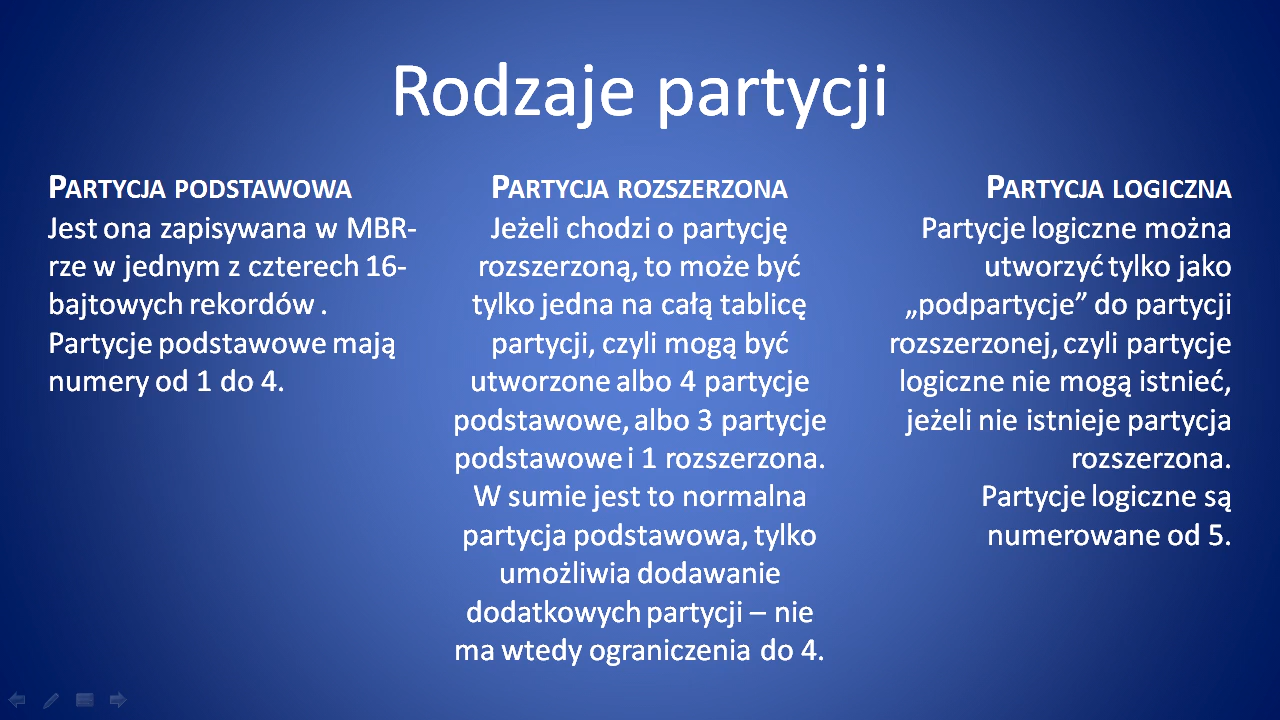 Rodzaje partycji
PARTYCJA PODSTAWOWA
Jest ona zapisywana w MBR-
rze w jednym z czterech 16-
bajtowych rekordów .
Partycje podstawowe mają
numery od 1 do 4.
PARTYCJA ROZSZERZONA
Jeżeli chodzi o partycję
rozszerzoną, to może być
tylko jedna na całą tablicę
partycji, czyli mogą być
utworzone albo 4 partycje
podstawowe, albo 3 partycje
podstawowe i 1 rozszerzona.
W sumie jest to normalna
partycja podstawowa, tylko
umożliwia dodawanie
dodatkowych partycji – nie
ma wtedy ograniczenia do 4.
PARTYCJA LOGICZNA
Partycje logiczne można
utworzyć tylko jako
„podpartycje” do partycji
rozszerzonej, czyli partycje
logiczne nie mogą istnieć,
jeżeli nie istnieje partycja
rozszerzona.
Partycje logiczne są
numerowane od 5.